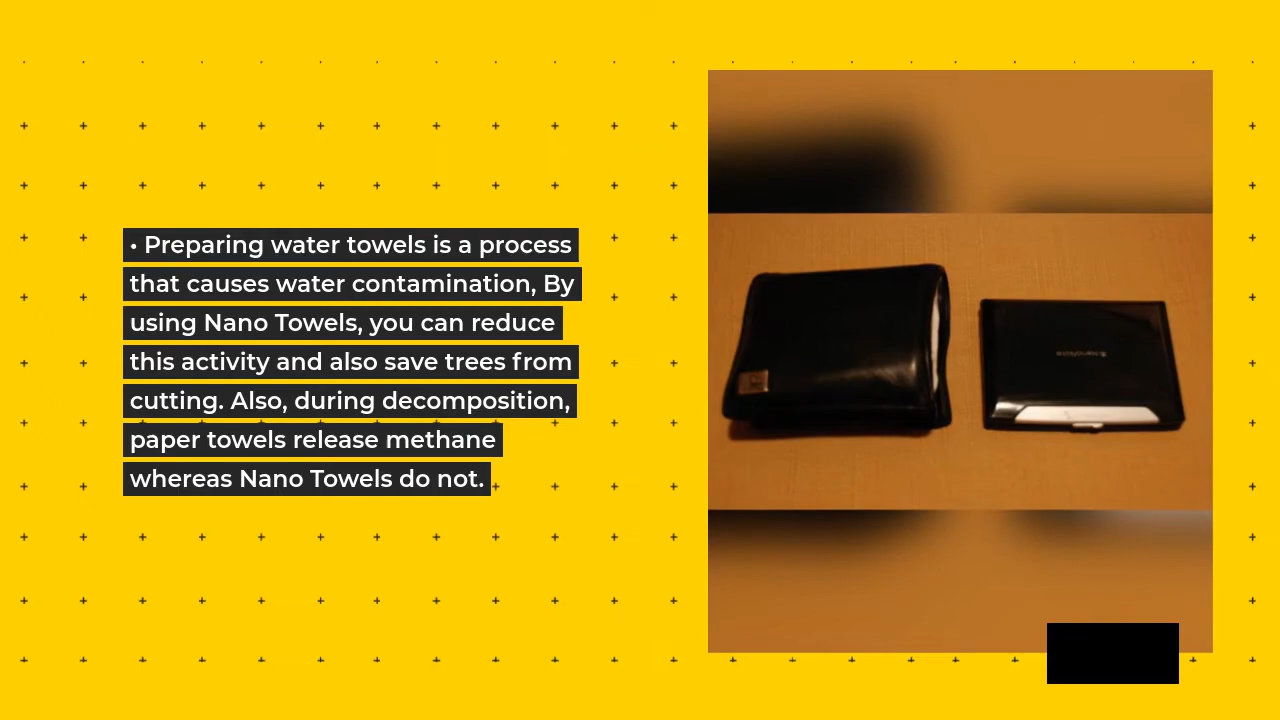 • Preparing water towels is a process
that causes water contamination, By
using Nano Towels, you can reduce
this activity and also save trees from
cutting. Also, during decomposition,
paper towels release methane
whereas Nano Towels do not.